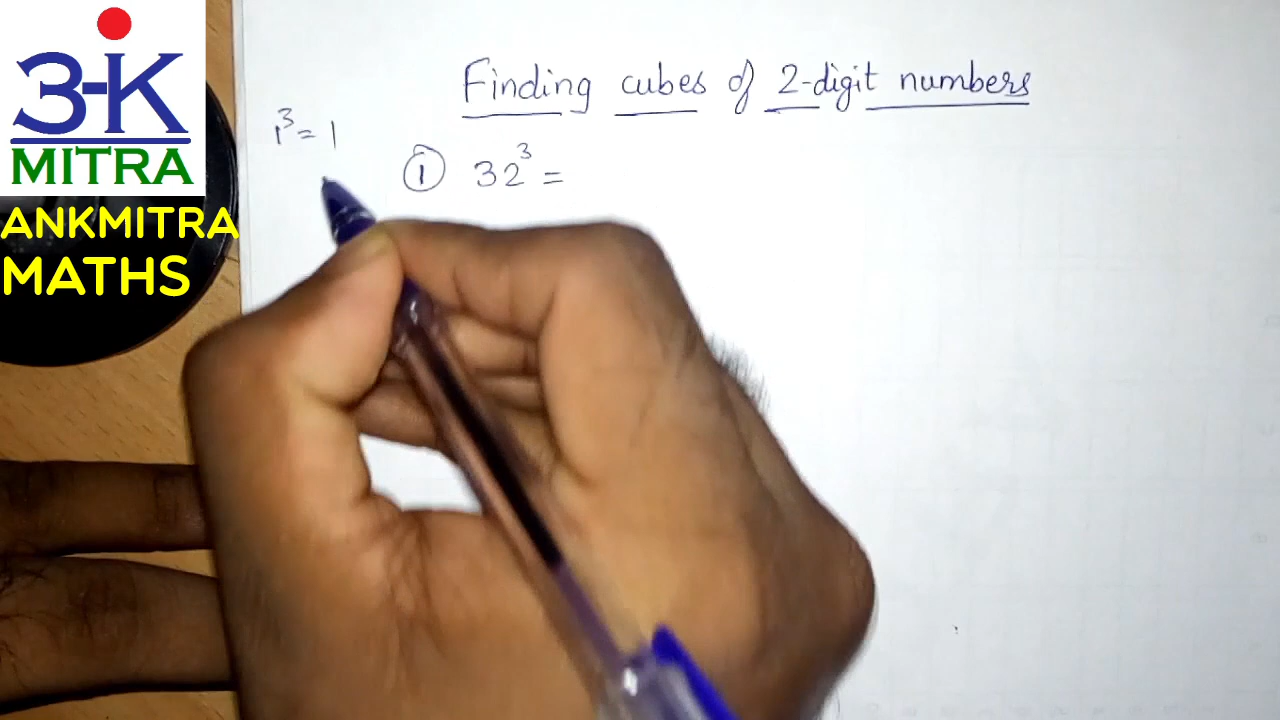 3-K
MITRA
ANKMITRA
MATHS
Finding cubes of 2-digit numbers
1³ = 1
① 32³ =